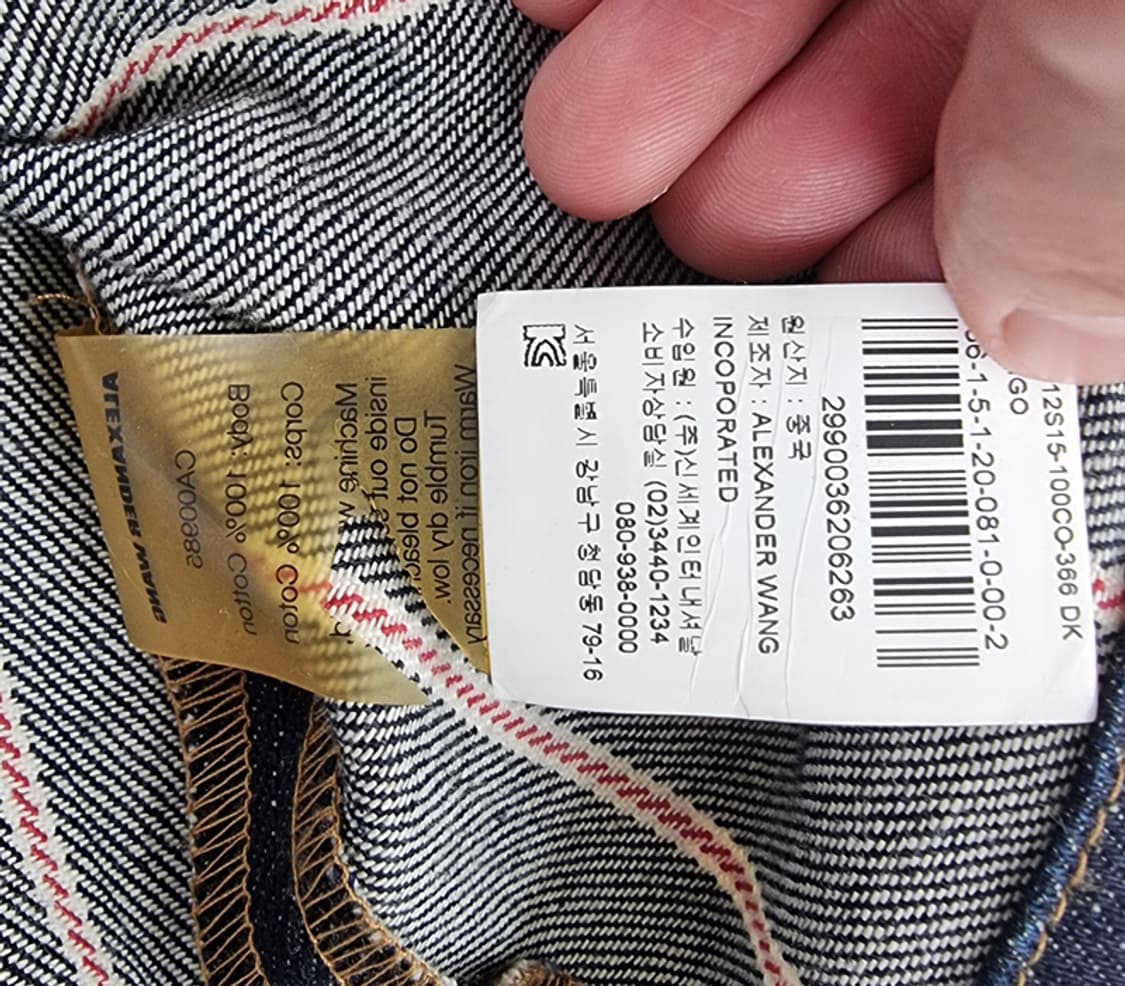 12S15-100CO-366 DK
GO
6-1-5-1-20-081-0-00-2
2990036206263
원산지 : 중국
제조자 : ALEXANDER WANG
INCOPORATED
수입원 : (주)신세계인터내셔날
소비자상담실 (02)3440-1234
080-938-0000
서울특별시 강남구 청담동 79-16
ALEXANDER WANG
CA00985
Body: 100% Cotton
Corps: 100% Coton
Machine
inside out
Do not bleach
Tumble dry low.
Warm iron if necessary